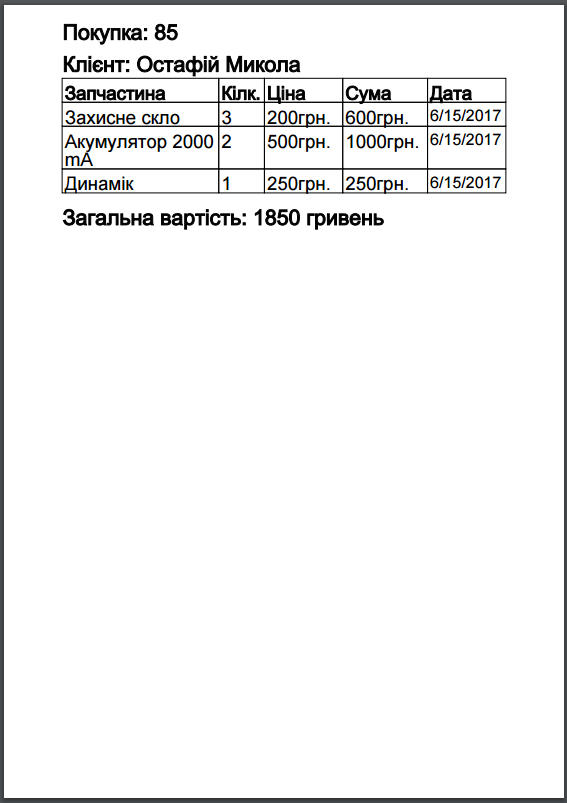 Покупка: 85
Клієнт: Остафій Микола
Запчастина Кілк. Ціна Сума Дата
Захисне скло 3 200грн. 600грн. 6/15/2017
Акумулятор 2000 2 500грн. 1000грн. 6/15/2017
mA
Динамік 1 250грн. 250грн. 6/15/2017
Загальна вартість: 1850 гривень